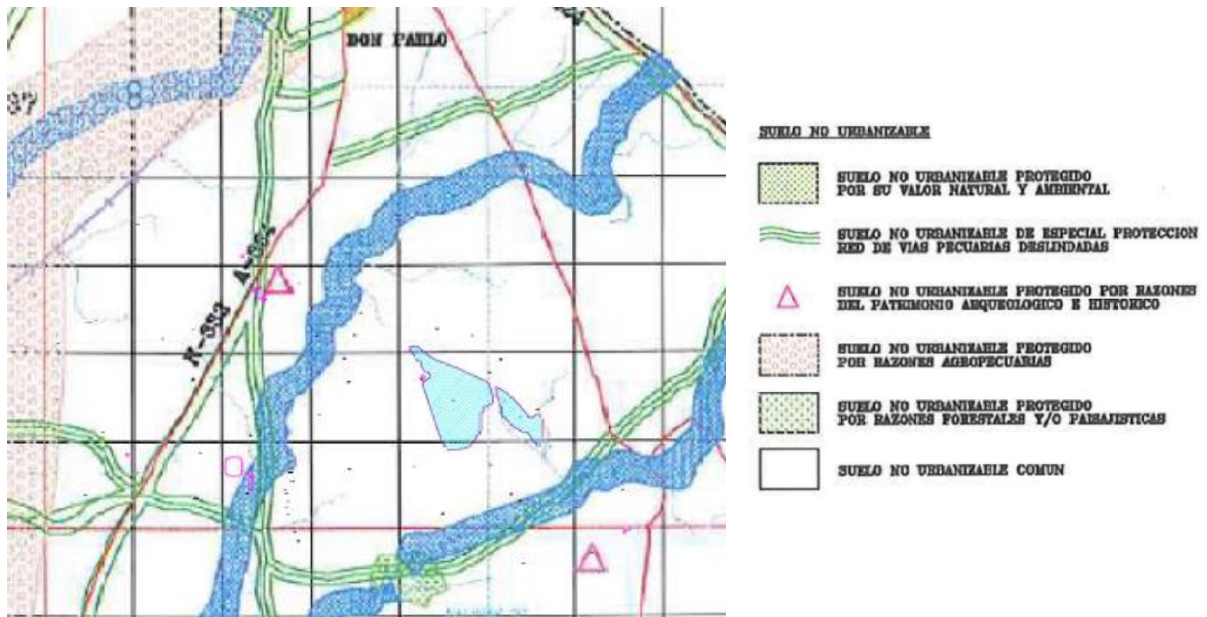 DON PABLO
A-334
N-334
SUELO NO URBANIZABLE
SUELO NO URBANIZABLE PROTEGIDO
POR SU VALOR NATURAL Y AMBIENTAL
SUELO NO URBANIZABLE DE ESPECIAL PROTECCION
RED DE VIAS PECUARIAS DESLINDADAS
SUELO NO URBANIZABLE PROTEGIDO POR RAZONES
DEL PATRIMONIO ARQUEOLOGICO E HISTORICO
SUELO NO URBANIZABLE PROTEGIDO
POR RAZONES AGROPECUARIAS
SUELO NO URBANIZABLE PROTEGIDO
POR RAZONES FORESTALES Y/O PAISAJISTICAS
SUELO NO URBANIZABLE COMUN